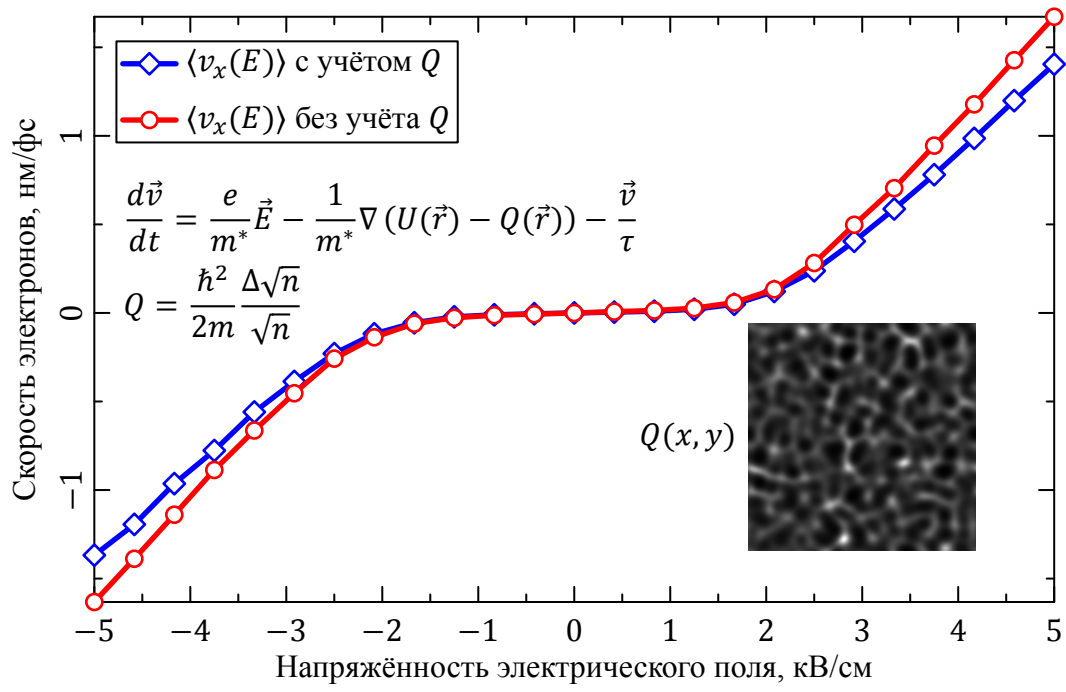 ⟨v_x(E)⟩ с учётом Q
⟨v_x(E)⟩ без учёта Q
dv⃗/dt = e/m* E⃗ − 1/m* ∇ (U(r⃗) − Q(r⃗)) − v⃗/τ
Q = ħ²/2m Δ√n/√n
Q(x, y)
Скорость электронов, нм/фс
1
0
−1
−5 −4 −3 −2 −1 0 1 2 3 4 5
Напряжённость электрического поля, кВ/см